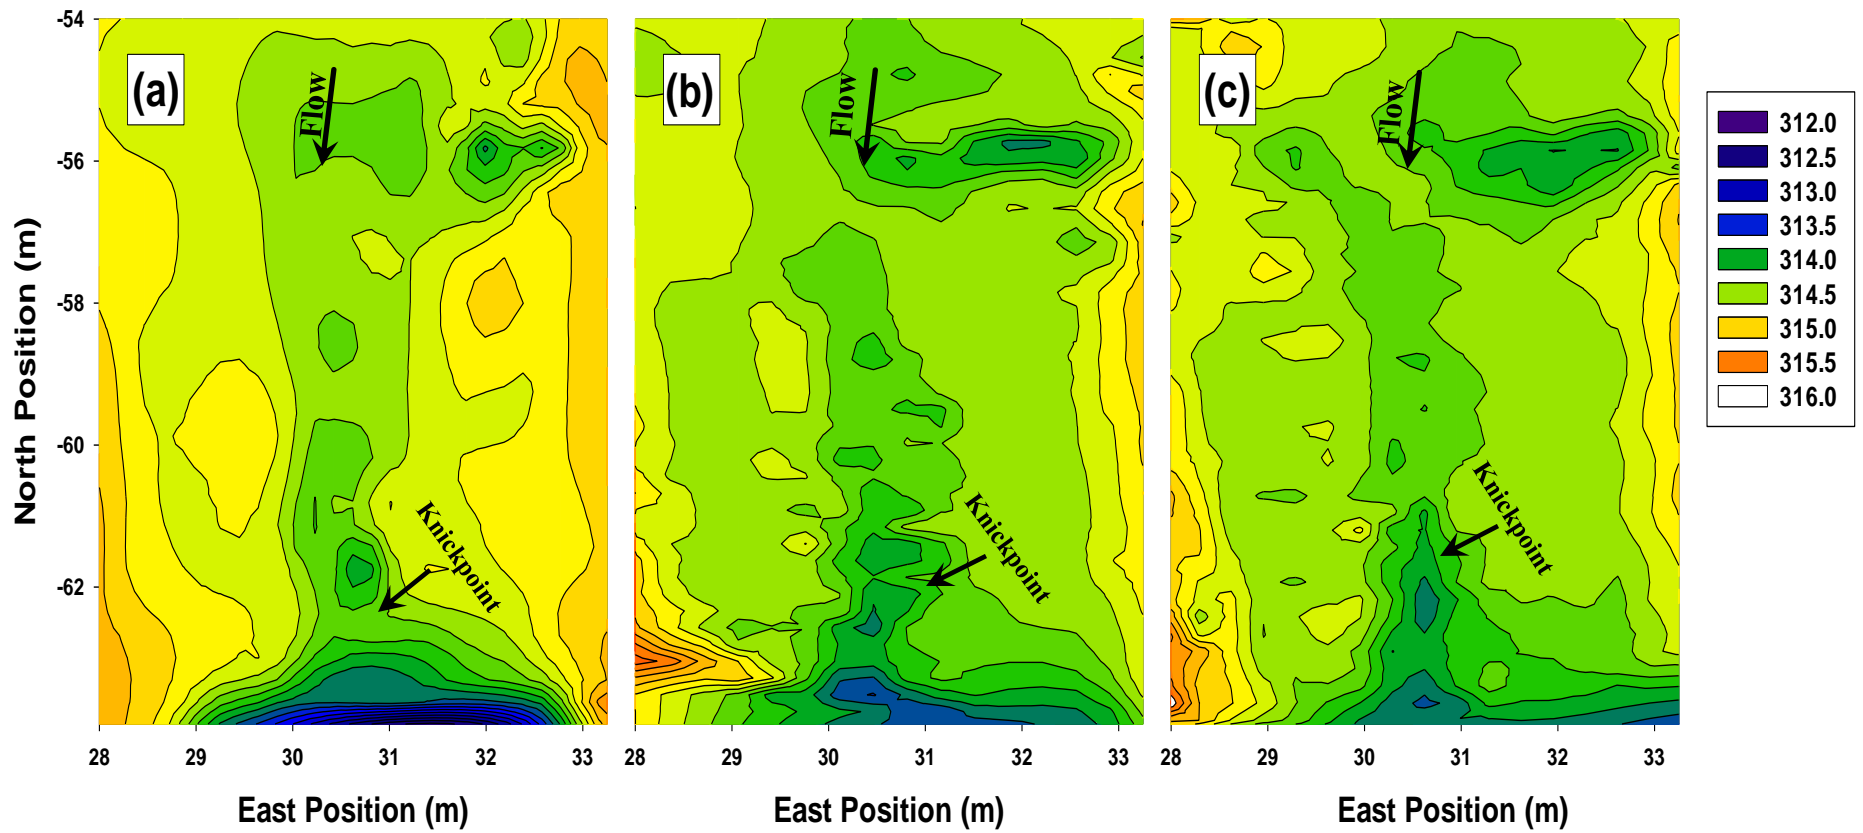 (a)
Flow
Knickpoint
(b)
Flow
Knickpoint
(c)
Flow
Knickpoint
North Position (m)
-54
-56
-58
-60
-62
28 29 30 31 32 33
28 29 30 31 32 33
28 29 30 31 32 33
East Position (m)
East Position (m)
East Position (m)
312.0
312.5
313.0
313.5
314.0
314.5
315.0
315.5
316.0